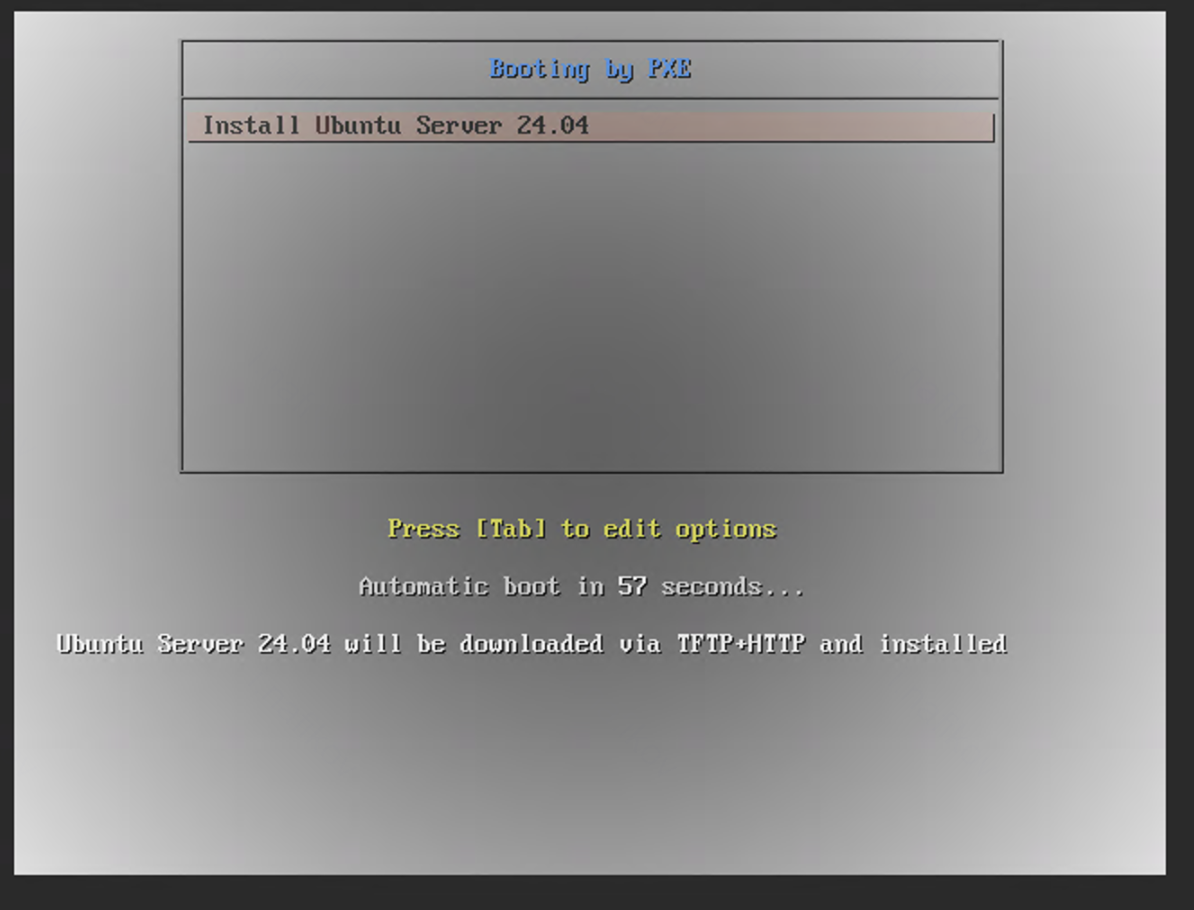 Booting by PXE
Install Ubuntu Server 24.04
Press [Tab] to edit options
Automatic boot in 57 seconds...
Ubuntu Server 24.04 will be downloaded via TFTP+HTTP and installed